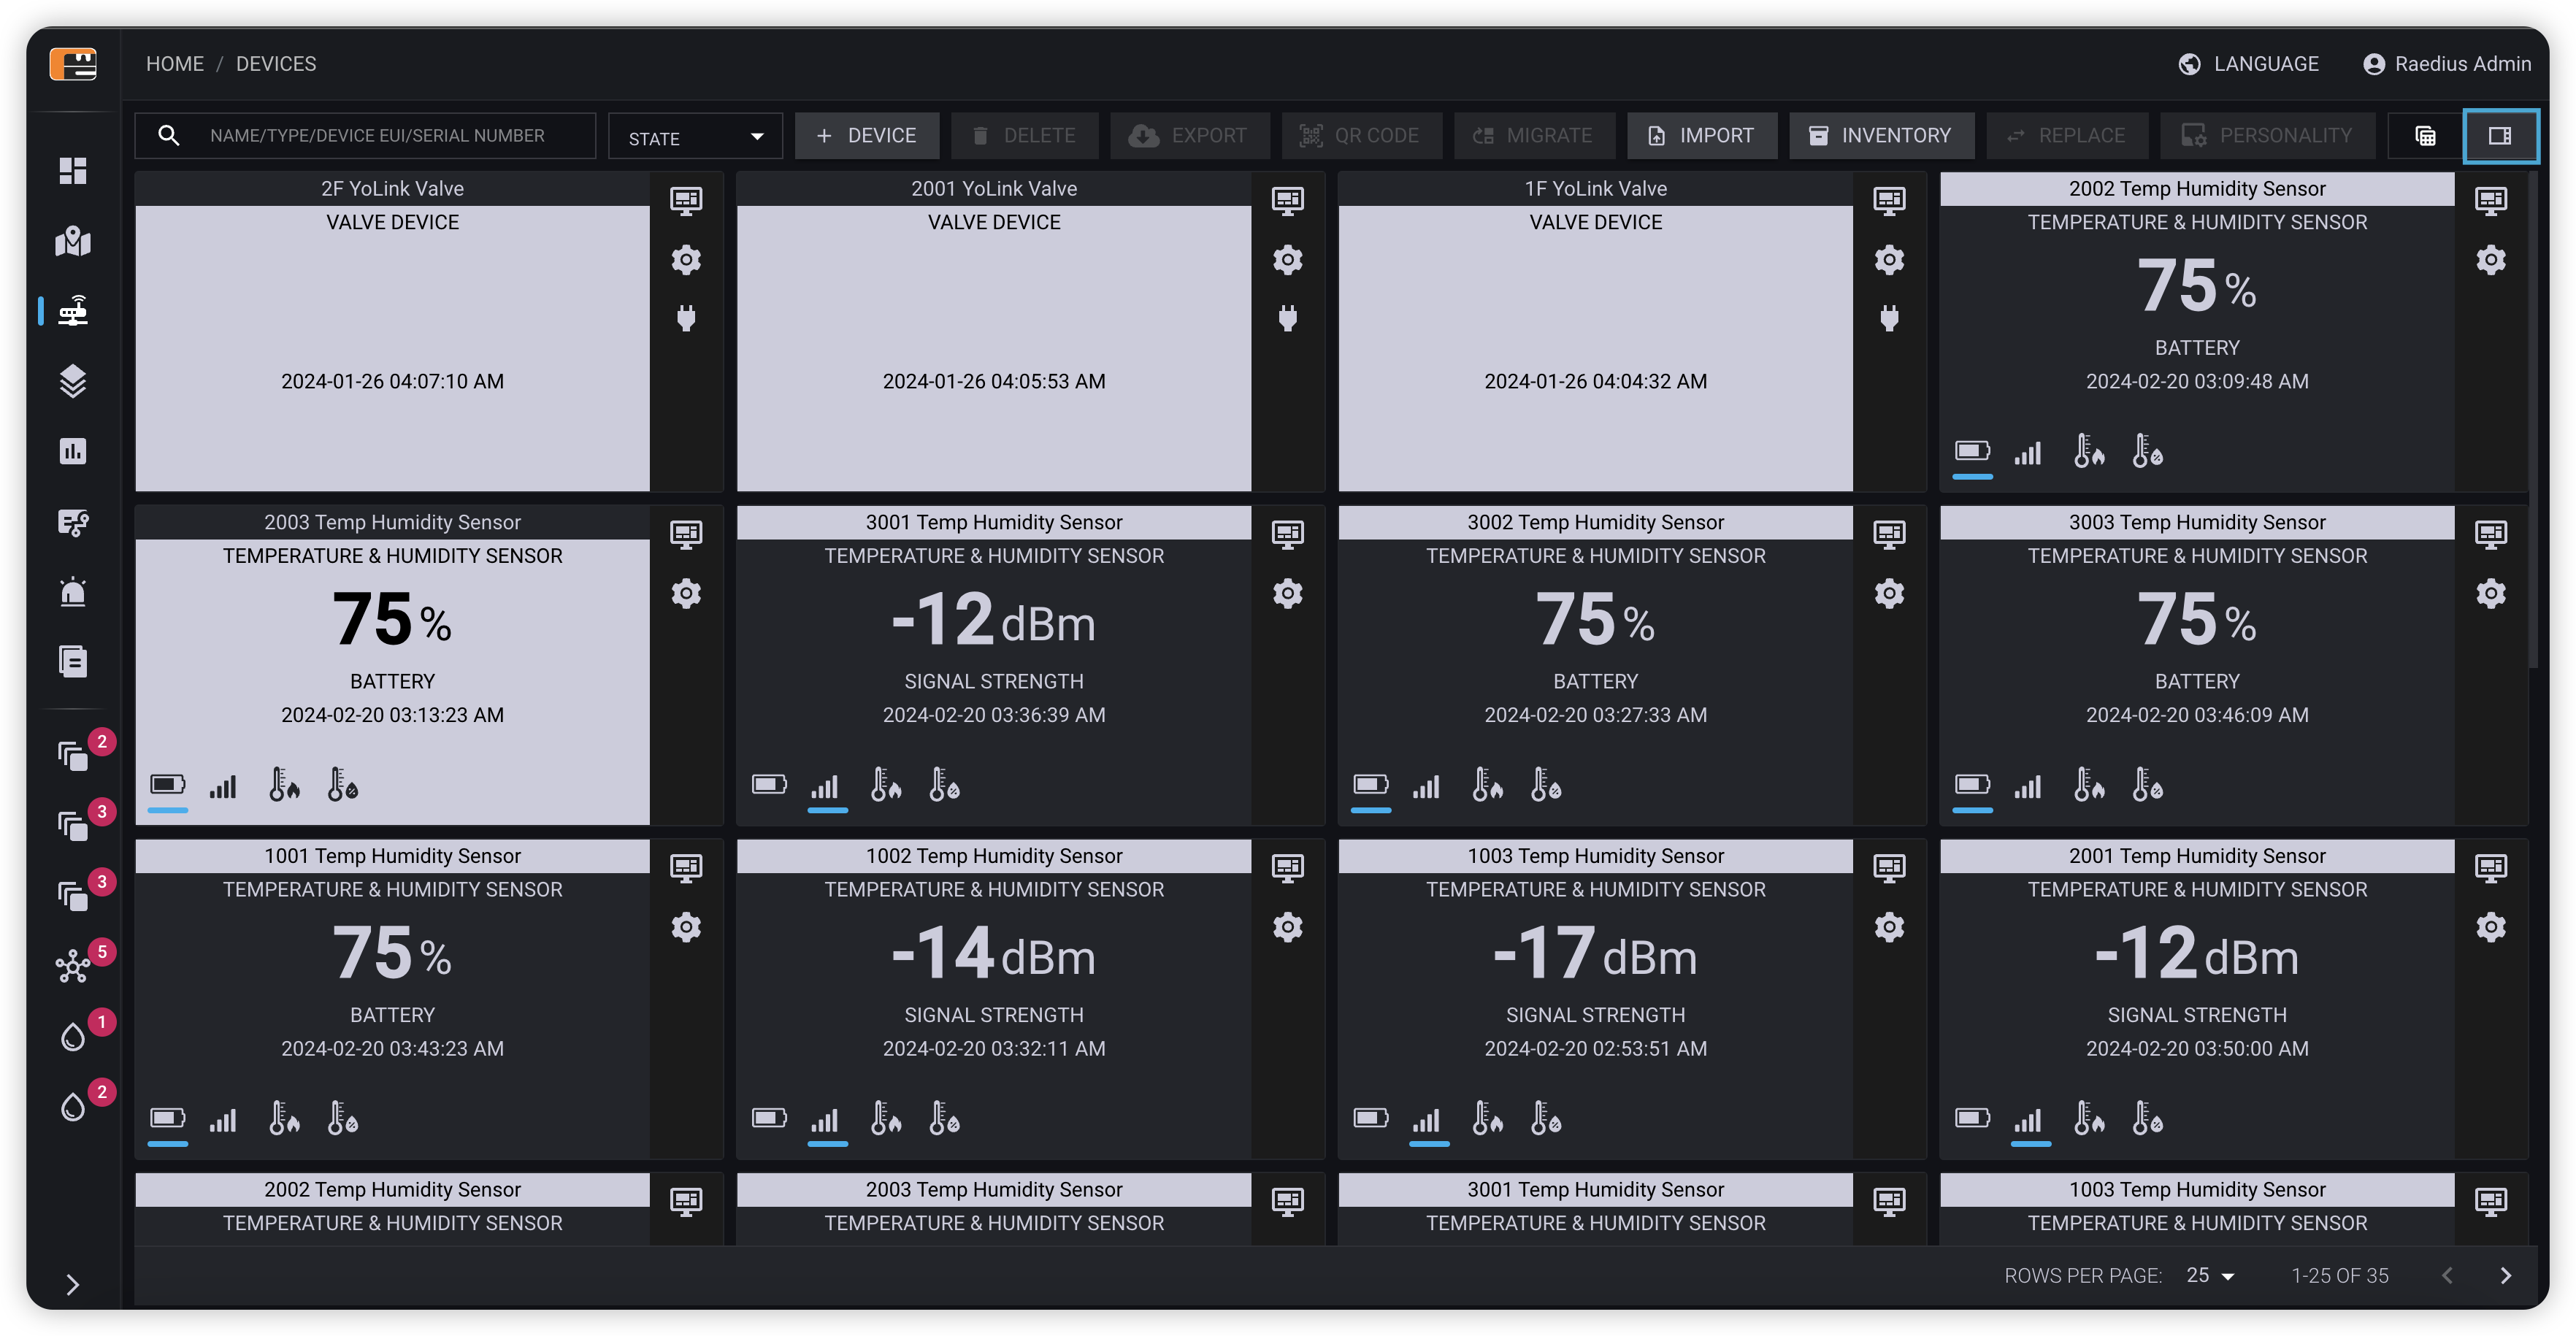 HOME / DEVICES
LANGUAGE
Raedius Admin
NAME/TYPE/DEVICE EUI/SERIAL NUMBER
STATE
+ DEVICE
DELETE
EXPORT
QR CODE
MIGRATE
IMPORT
INVENTORY
REPLACE
PERSONALITY
2F YoLink Valve
VALVE DEVICE
2024-01-26 04:07:10 AM
2001 YoLink Valve
VALVE DEVICE
2024-01-26 04:05:53 AM
1F YoLink Valve
VALVE DEVICE
2024-01-26 04:04:32 AM
2002 Temp Humidity Sensor
TEMPERATURE & HUMIDITY SENSOR
75 %
BATTERY
2024-02-20 03:09:48 AM
2003 Temp Humidity Sensor
TEMPERATURE & HUMIDITY SENSOR
75 %
BATTERY
2024-02-20 03:13:23 AM
3001 Temp Humidity Sensor
TEMPERATURE & HUMIDITY SENSOR
-12 dBm
SIGNAL STRENGTH
2024-02-20 03:36:39 AM
3002 Temp Humidity Sensor
TEMPERATURE & HUMIDITY SENSOR
75 %
BATTERY
2024-02-20 03:27:33 AM
3003 Temp Humidity Sensor
TEMPERATURE & HUMIDITY SENSOR
75 %
BATTERY
2024-02-20 03:46:09 AM
1001 Temp Humidity Sensor
TEMPERATURE & HUMIDITY SENSOR
75 %
BATTERY
2024-02-20 03:43:23 AM
1002 Temp Humidity Sensor
TEMPERATURE & HUMIDITY SENSOR
-14 dBm
SIGNAL STRENGTH
2024-02-20 03:32:11 AM
1003 Temp Humidity Sensor
TEMPERATURE & HUMIDITY SENSOR
-17 dBm
SIGNAL STRENGTH
2024-02-20 02:53:51 AM
2001 Temp Humidity Sensor
TEMPERATURE & HUMIDITY SENSOR
-12 dBm
SIGNAL STRENGTH
2024-02-20 03:50:00 AM
2002 Temp Humidity Sensor
TEMPERATURE & HUMIDITY SENSOR
2003 Temp Humidity Sensor
TEMPERATURE & HUMIDITY SENSOR
3001 Temp Humidity Sensor
TEMPERATURE & HUMIDITY SENSOR
1003 Temp Humidity Sensor
TEMPERATURE & HUMIDITY SENSOR
2
3
3
5
1
2
ROWS PER PAGE: 25
1-25 OF 35